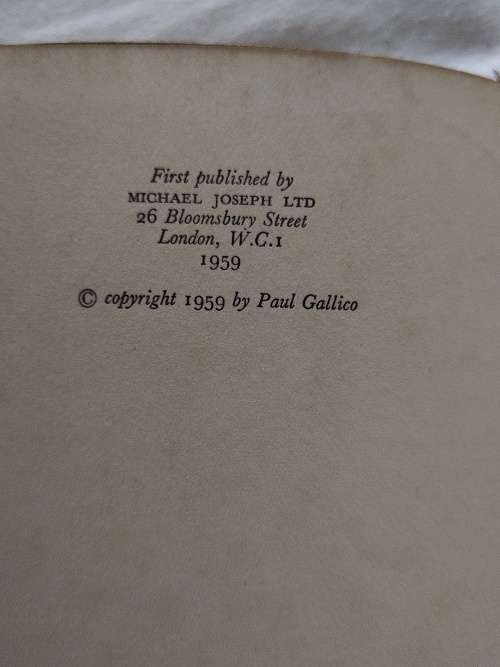 First published by
MICHAEL JOSEPH LTD
26 Bloomsbury Street
London, W.C.1
1959
© copyright 1959 by Paul Gallico